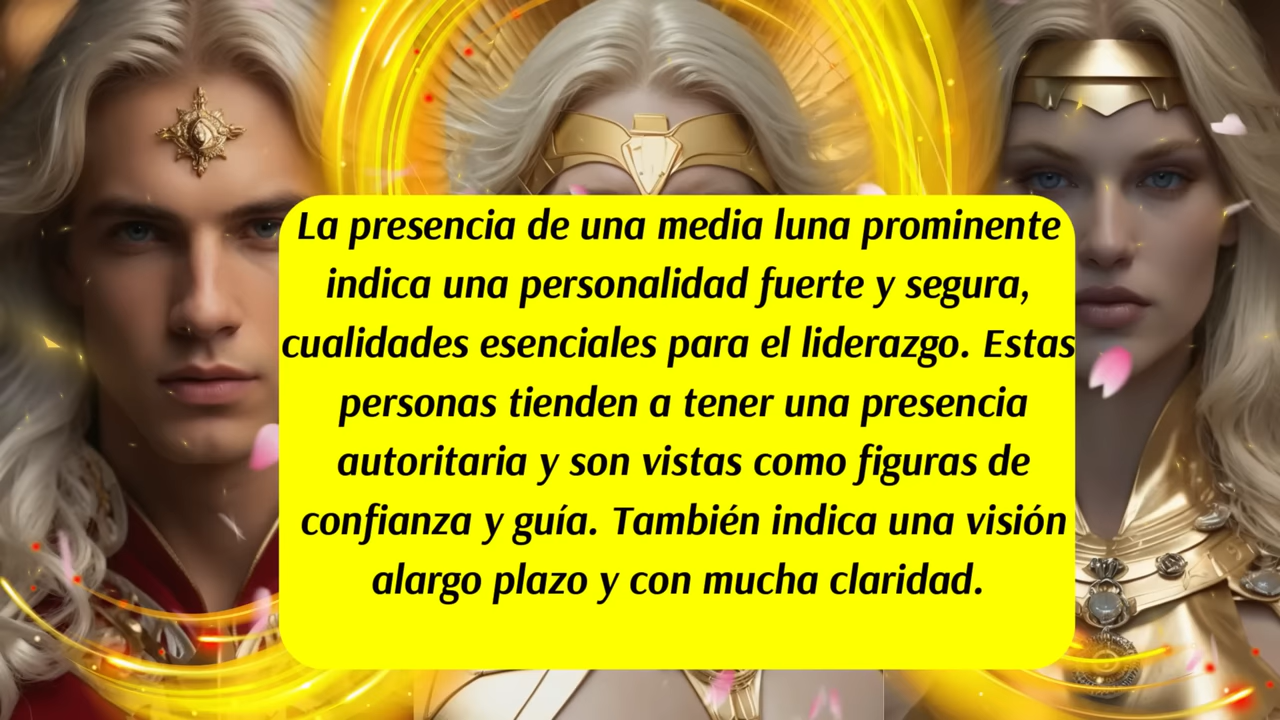 La presencia de una media luna prominente
indica una personalidad fuerte y segura,
cualidades esenciales para el liderazgo. Estas
personas tienden a tener una presencia
autoritaria y son vistas como figuras de
confianza y guía. También indica una visión
alargo plazo y con mucha claridad.